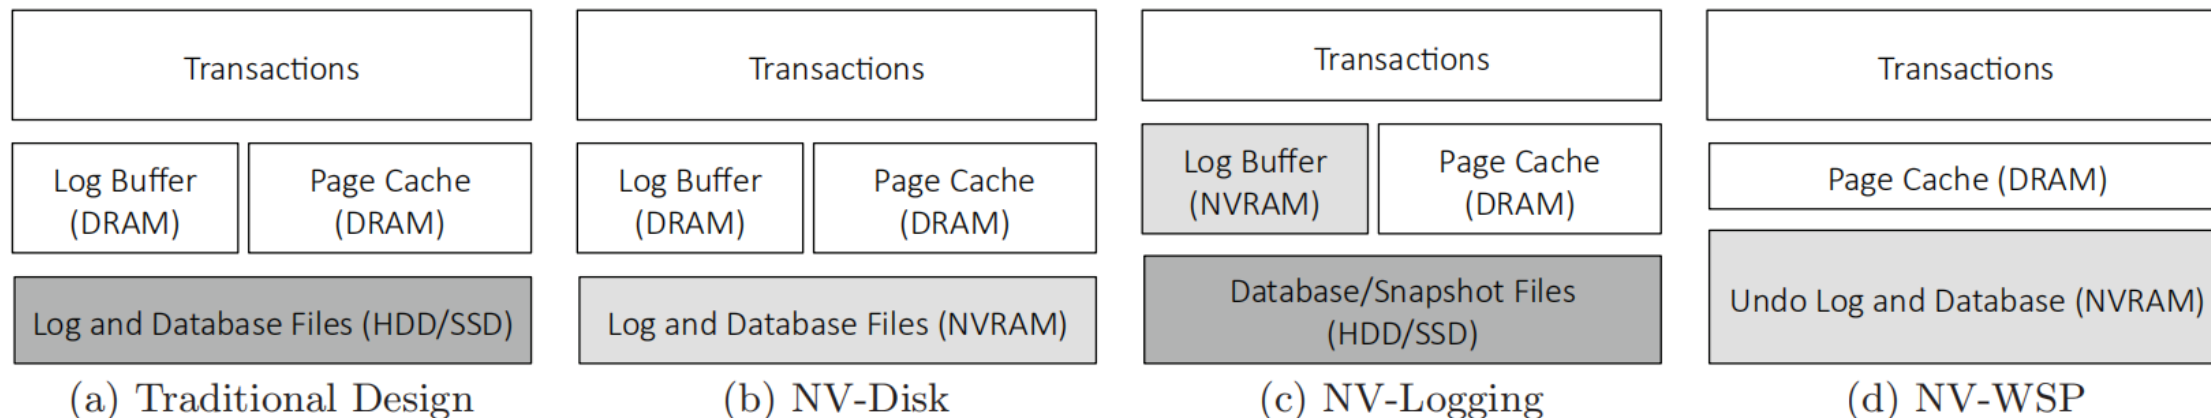 Transactions
Log Buffer
(DRAM)
Page Cache
(DRAM)
Log and Database Files (HDD/SSD)
(a) Traditional Design
Transactions
Log Buffer
(DRAM)
Page Cache
(DRAM)
Log and Database Files (NVRAM)
(b) NV-Disk
Transactions
Log Buffer
(NVRAM)
Page Cache
(DRAM)
Database/Snapshot Files
(HDD/SSD)
(c) NV-Logging
Transactions
Page Cache (DRAM)
Undo Log and Database (NVRAM)
(d) NV-WSP